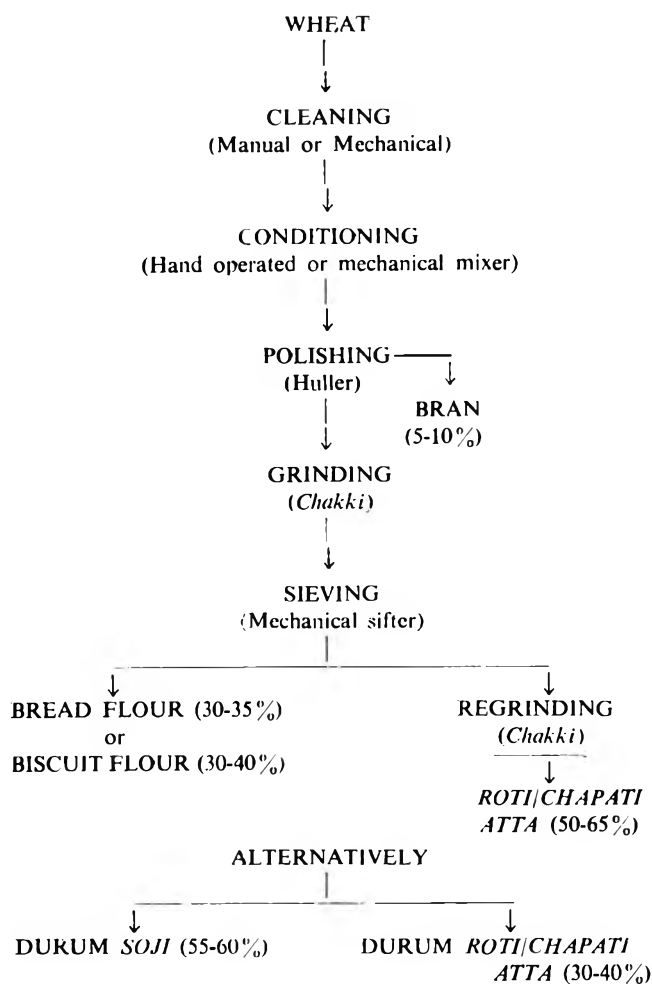 WHEAT
CLEANING
(Manual or Mechanical)
CONDITIONING
(Hand operated or mechanical mixer)
POLISHING
(Huller)
BRAN
(5-10%)
GRINDING
(Chakki)
SIEVING
(Mechanical sifter)
BREAD FLOUR (30-35%)
or
BISCUIT FLOUR (30-40%)
REGRINDING
(Chakki)
ROTI/CHAPATI
ATTA (50-65%)
ALTERNATIVELY
DURUM SOJI (55-60%)
DURUM ROTI/CHAPATI
ATTA (30-40%)